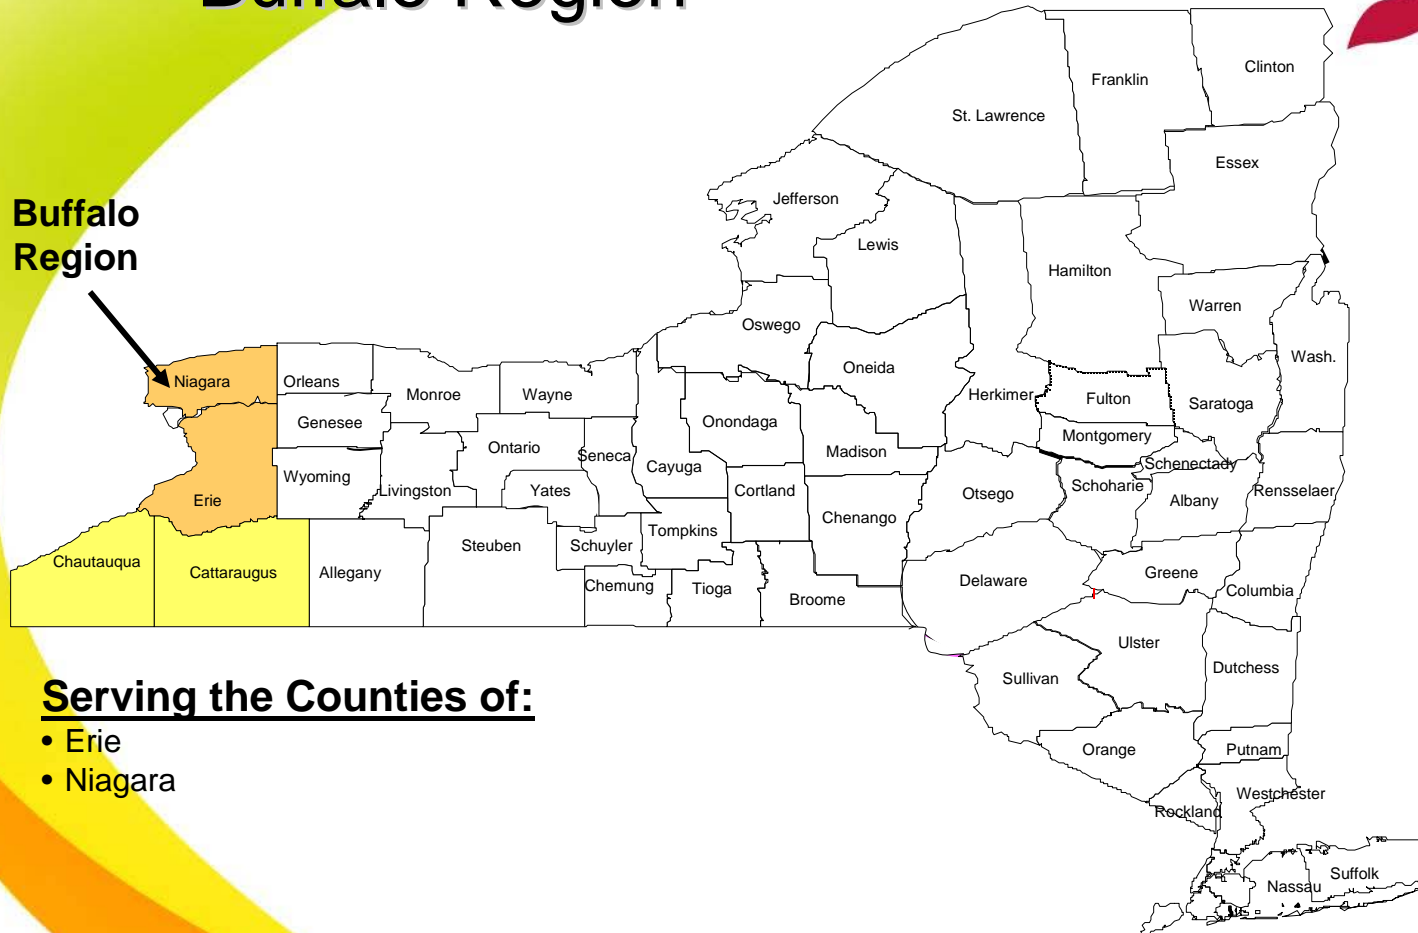 Buffalo Region
Clinton
Franklin
St. Lawrence
Essex
Jefferson
Buffalo
Region
Lewis
Hamilton
Warren
Oswego
Wash.
Oneida
Niagara
Orleans
Monroe
Wayne
Herkimer
Fulton
Saratoga
Genesee
Onondaga
Montgomery
Ontario
Madison
Seneca
Cayuga
Schenectady
Wyoming
Livingston
Yates
Cortland
Otsego
Schoharie
Rensselaer
Erie
Albany
Chenango
Tompkins
Steuben
Schuyler
Chautauqua
Cattaraugus
Allegany
Greene
Delaware
Chemung
Tioga
Columbia
Broome
Ulster
Dutchess
Sullivan
Serving the Counties of:
• Erie
• Niagara
Orange
Putnam
Westchester
Rockland
Suffolk
Nassau